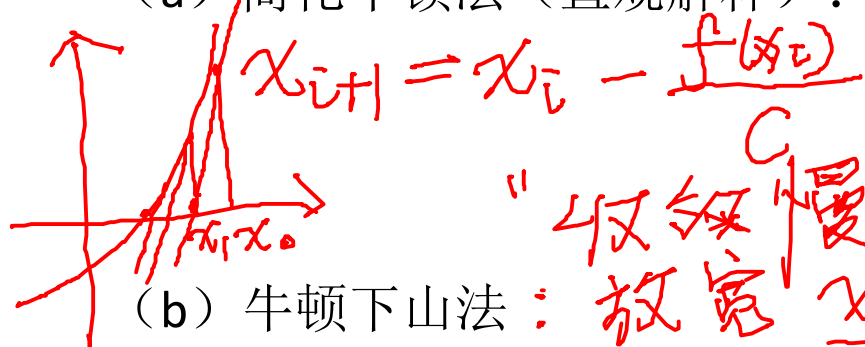 （a）简化牛顿法（直观解释）：
x_{i+1} = x_i - f(x_i) / C
x₁ x₀
" 收敛慢
（b）牛顿下山法：放宽 x